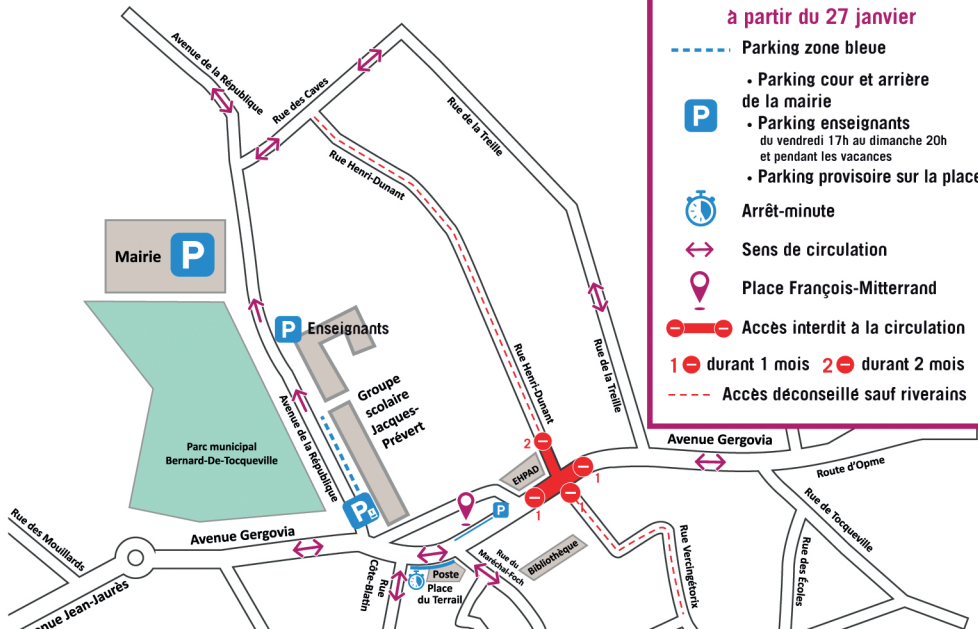 à partir du 27 janvier
Parking zone bleue
• Parking cour et arrière
de la mairie
• Parking enseignants
du vendredi 17h au dimanche 20h
et pendant les vacances
• Parking provisoire sur la place
P
Arrêt-minute
Sens de circulation
Place François-Mitterrand
Accès interdit à la circulation
1 durant 1 mois 2 durant 2 mois
Accès déconseillé sauf riverains
Avenue de la République
Rue des Caves
Rue de la Treille
Rue Henri-Dunant
Mairie
P
P
Enseignants
Groupe
scolaire
Jacques-
Prévert
Avenue de la République
Parc municipal
Bernard-De-Tocqueville
Rue Henri-Dunant
Rue de la Treille
2
1
1
1
EHPAD
Avenue Gergovia
Route d'Opme
Rue de Tocqueville
Rue des Écoles
Rue Vercingétorix
P
P
Avenue Gergovia
Rue des Mouillards
Avenue Jean-Jaurès
Rue
Côte-Blatin
Poste
Place
du Terrail
Rue du
Maréchal-Foch
Bibliothèque